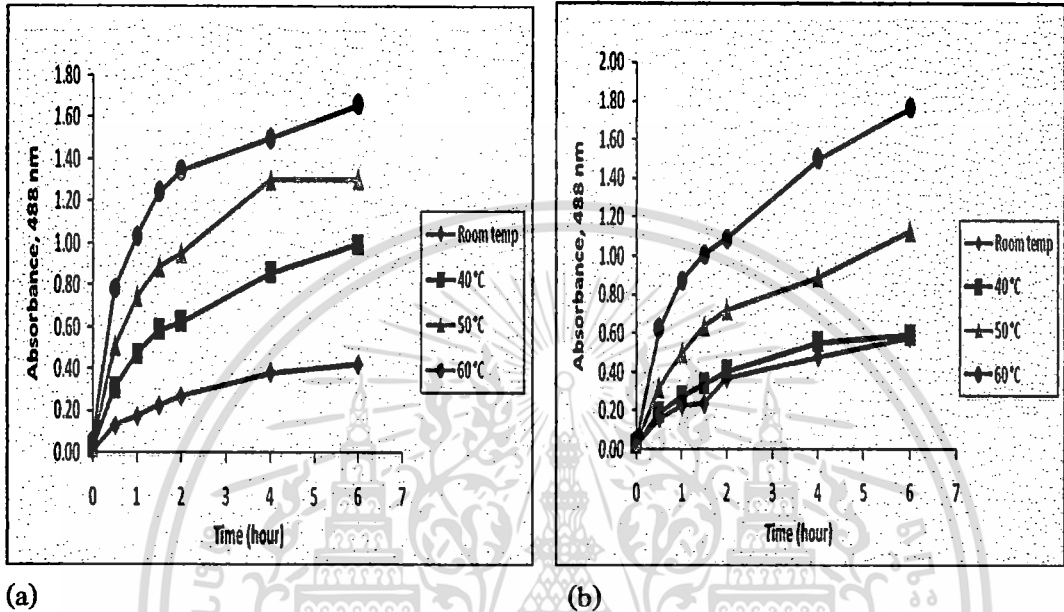 1.80
1.60
1.40
1.20
1.00
0.80
0.60
0.40
0.20
0.00
Absorbance, 488 nm
0 1 2 3 4 5 6 7
Time (hour)
Room temp
40°C
50°C
60°C
(a)
2.00
1.80
1.60
1.40
1.20
1.00
0.80
0.60
0.40
0.20
0.00
Absorbance, 488 nm
0 1 2 3 4 5 6 7
Time (hour)
Room temp
40°C
50°C
60°C
(b)